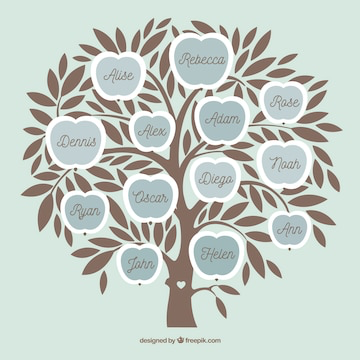 Rebecca
Alise
Rose
Adam
Alex
Dennis
Noah
Diego
Oscar
Ryan
Ann
Helen
John
designed by freepik.com